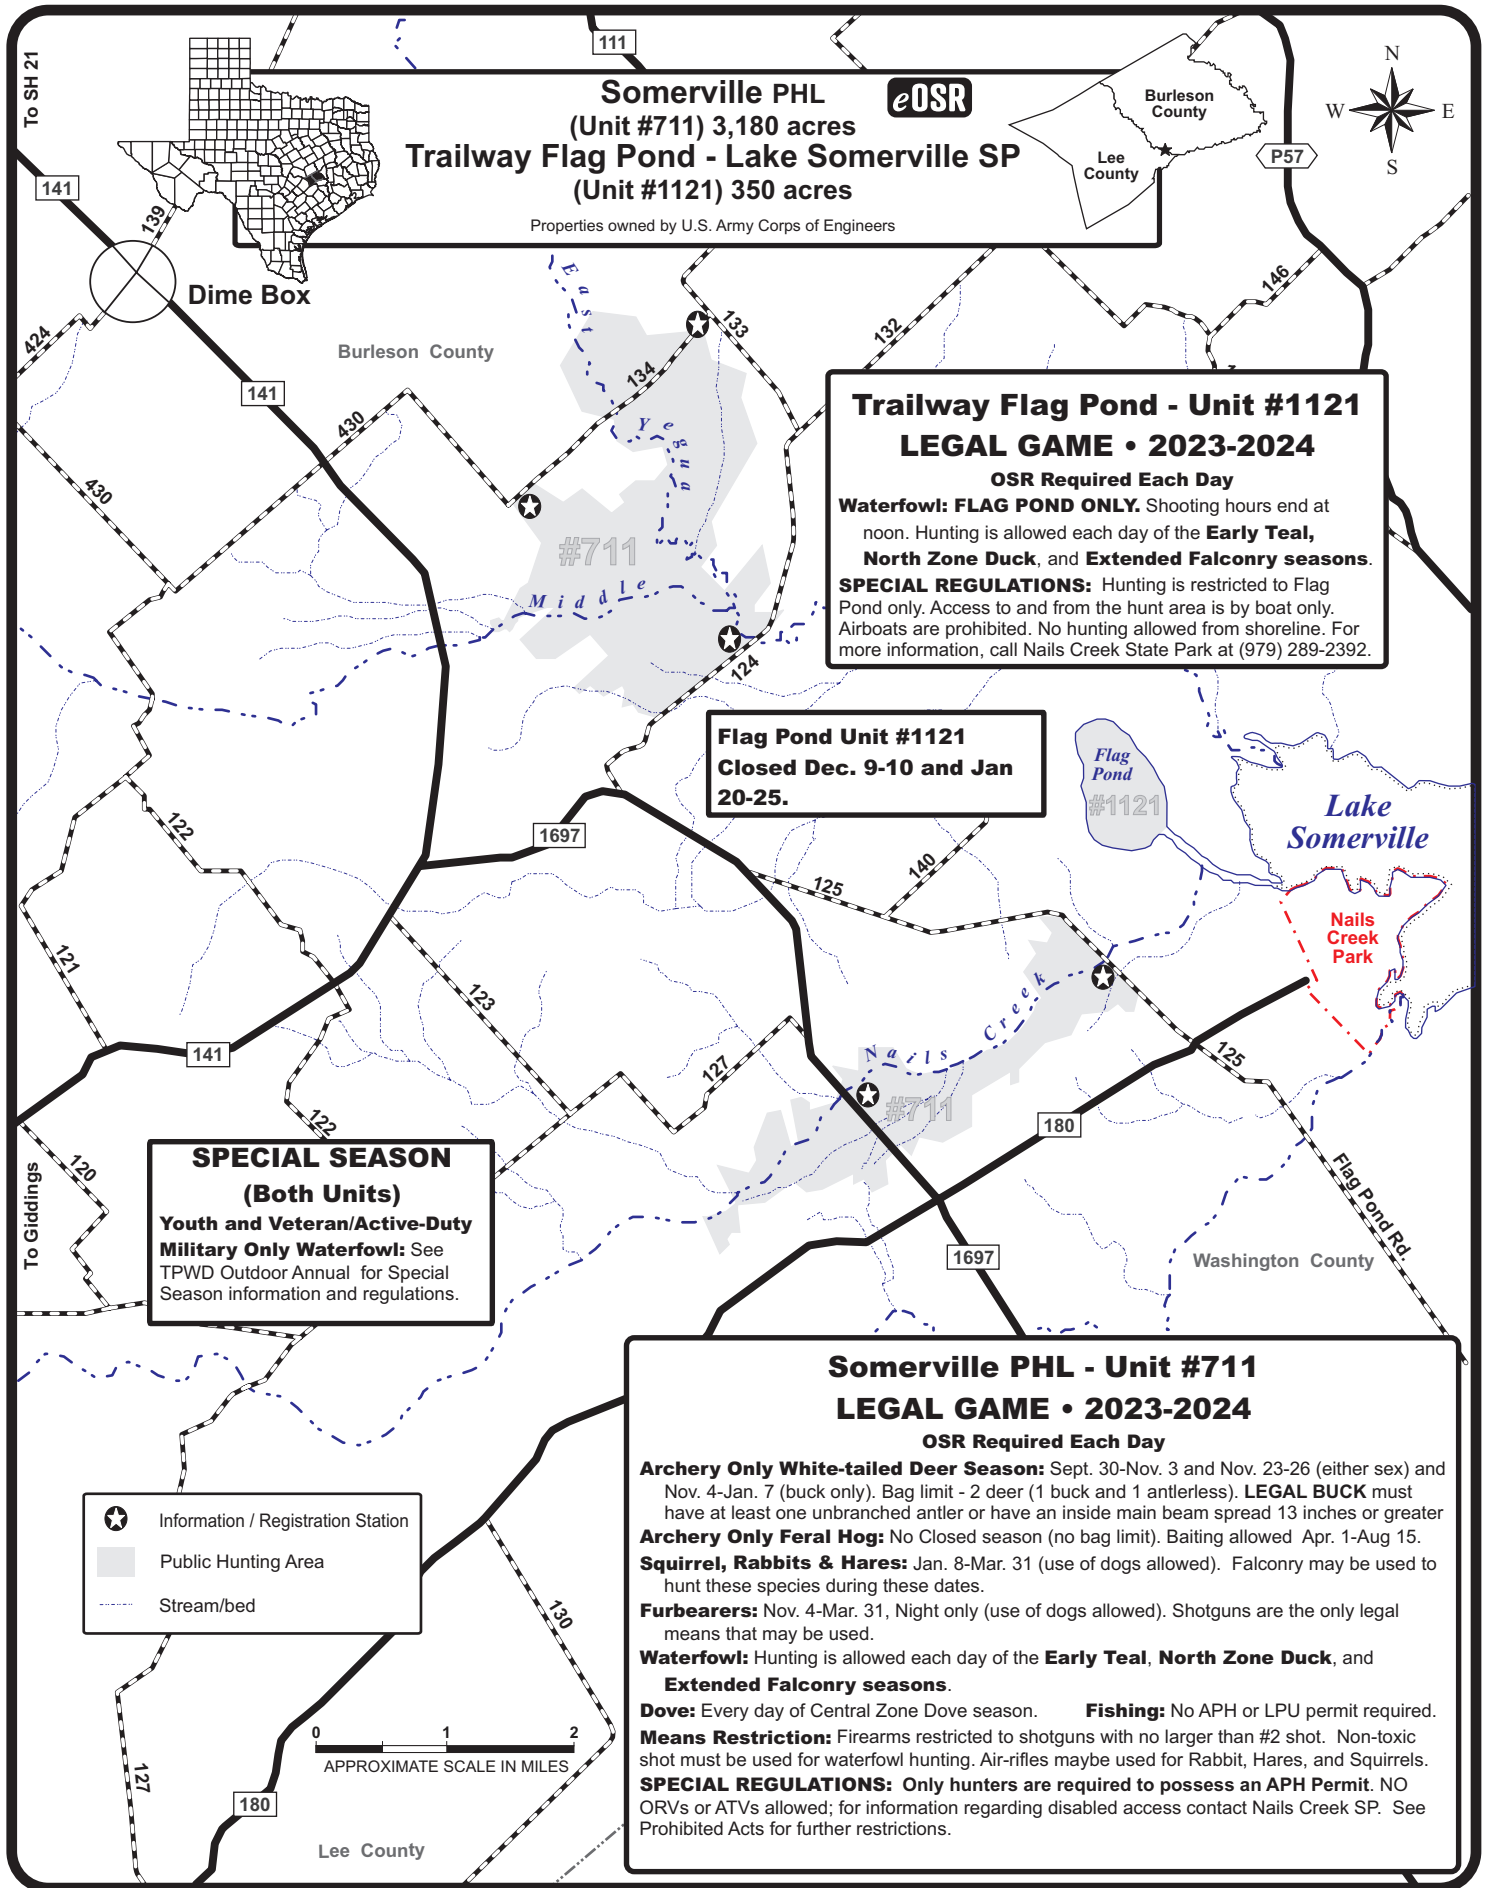 To SH 21
111
Somerville PHL
eOSR
(Unit #711) 3,180 acres
Trailway Flag Pond - Lake Somerville SP
(Unit #1121) 350 acres
Properties owned by U.S. Army Corps of Engineers
Burleson
County
Lee
County
P57
N
W
E
S
141
139
Dime Box
424
Burleson County
141
430
430
East
Yegua
134
133
132
146
#711
Middle
124
Trailway Flag Pond - Unit #1121
LEGAL GAME • 2023-2024
OSR Required Each Day
Waterfowl: FLAG POND ONLY. Shooting hours end at
noon. Hunting is allowed each day of the Early Teal,
North Zone Duck, and Extended Falconry seasons.
SPECIAL REGULATIONS: Hunting is restricted to Flag
Pond only. Access to and from the hunt area is by boat only.
Airboats are prohibited. No hunting allowed from shoreline. For
more information, call Nails Creek State Park at (979) 289-2392.
Flag Pond Unit #1121
Closed Dec. 9-10 and Jan
20-25.
Flag
Pond
#1121
Lake
Somerville
Nails
Creek
Park
122
1697
125
140
121
123
141
127
Nails Creek
#711
125
180
122
120
To Giddings
SPECIAL SEASON
(Both Units)
Youth and Veteran/Active-Duty
Military Only Waterfowl: See
TPWD Outdoor Annual for Special
Season information and regulations.
1697
Flag Pond Rd.
Washington County
Somerville PHL - Unit #711
LEGAL GAME • 2023-2024
OSR Required Each Day
Archery Only White-tailed Deer Season: Sept. 30-Nov. 3 and Nov. 23-26 (either sex) and
Nov. 4-Jan. 7 (buck only). Bag limit - 2 deer (1 buck and 1 antlerless). LEGAL BUCK must
have at least one unbranched antler or have an inside main beam spread 13 inches or greater
Archery Only Feral Hog: No Closed season (no bag limit). Baiting allowed Apr. 1-Aug 15.
Squirrel, Rabbits & Hares: Jan. 8-Mar. 31 (use of dogs allowed). Falconry may be used to
hunt these species during these dates.
Furbearers: Nov. 4-Mar. 31, Night only (use of dogs allowed). Shotguns are the only legal
means that may be used.
Waterfowl: Hunting is allowed each day of the Early Teal, North Zone Duck, and
Extended Falconry seasons.
Dove: Every day of Central Zone Dove season. Fishing: No APH or LPU permit required.
Means Restriction: Firearms restricted to shotguns with no larger than #2 shot. Non-toxic
shot must be used for waterfowl hunting. Air-rifles maybe used for Rabbit, Hares, and Squirrels.
SPECIAL REGULATIONS: Only hunters are required to possess an APH Permit. NO
ORVs or ATVs allowed; for information regarding disabled access contact Nails Creek SP. See
Prohibited Acts for further restrictions.
Information / Registration Station
Public Hunting Area
Stream/bed
130
0 1 2
APPROXIMATE SCALE IN MILES
127
180
Lee County